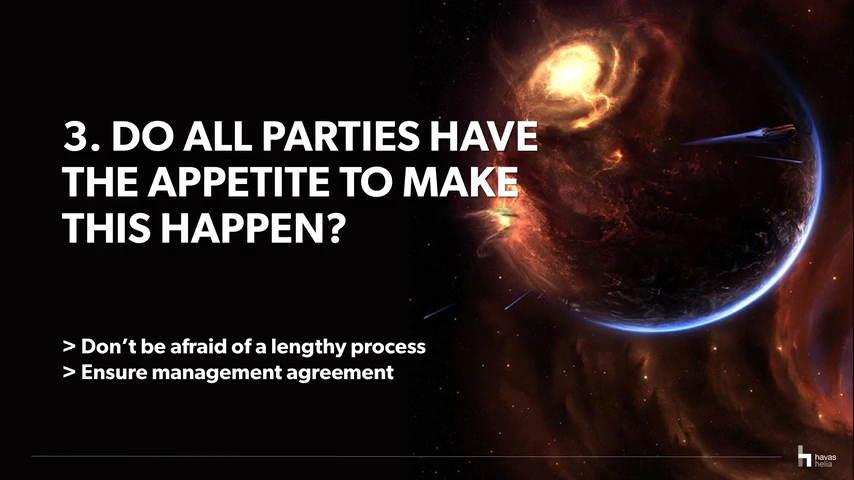 3. DO ALL PARTIES HAVE
THE APPETITE TO MAKE
THIS HAPPEN?
> Don’t be afraid of a lengthy process
> Ensure management agreement
havas
helia